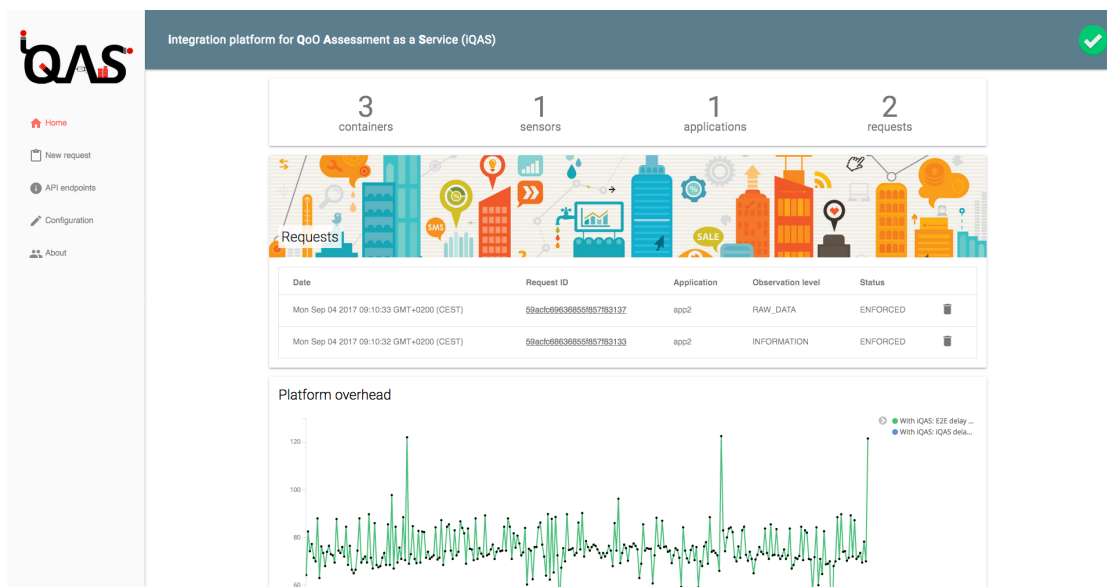 iQAS
Integration platform for QoO Assessment as a Service (iQAS)
Home
New request
API endpoints
Configuration
About
3 1 1 2
containers sensors applications requests
SMS
SALE
Requests
Date Request ID Application Observation level Status
Mon Sep 04 2017 09:10:33 GMT+0200 (CEST) 59acfc69636855f857f83137 app2 RAW_DATA ENFORCED
Mon Sep 04 2017 09:10:32 GMT+0200 (CEST) 59acfc68636855f857f83133 app2 INFORMATION ENFORCED
Platform overhead
With iQAS: E2E delay ...
With iQAS: iQAS dela...
120
100
80
60